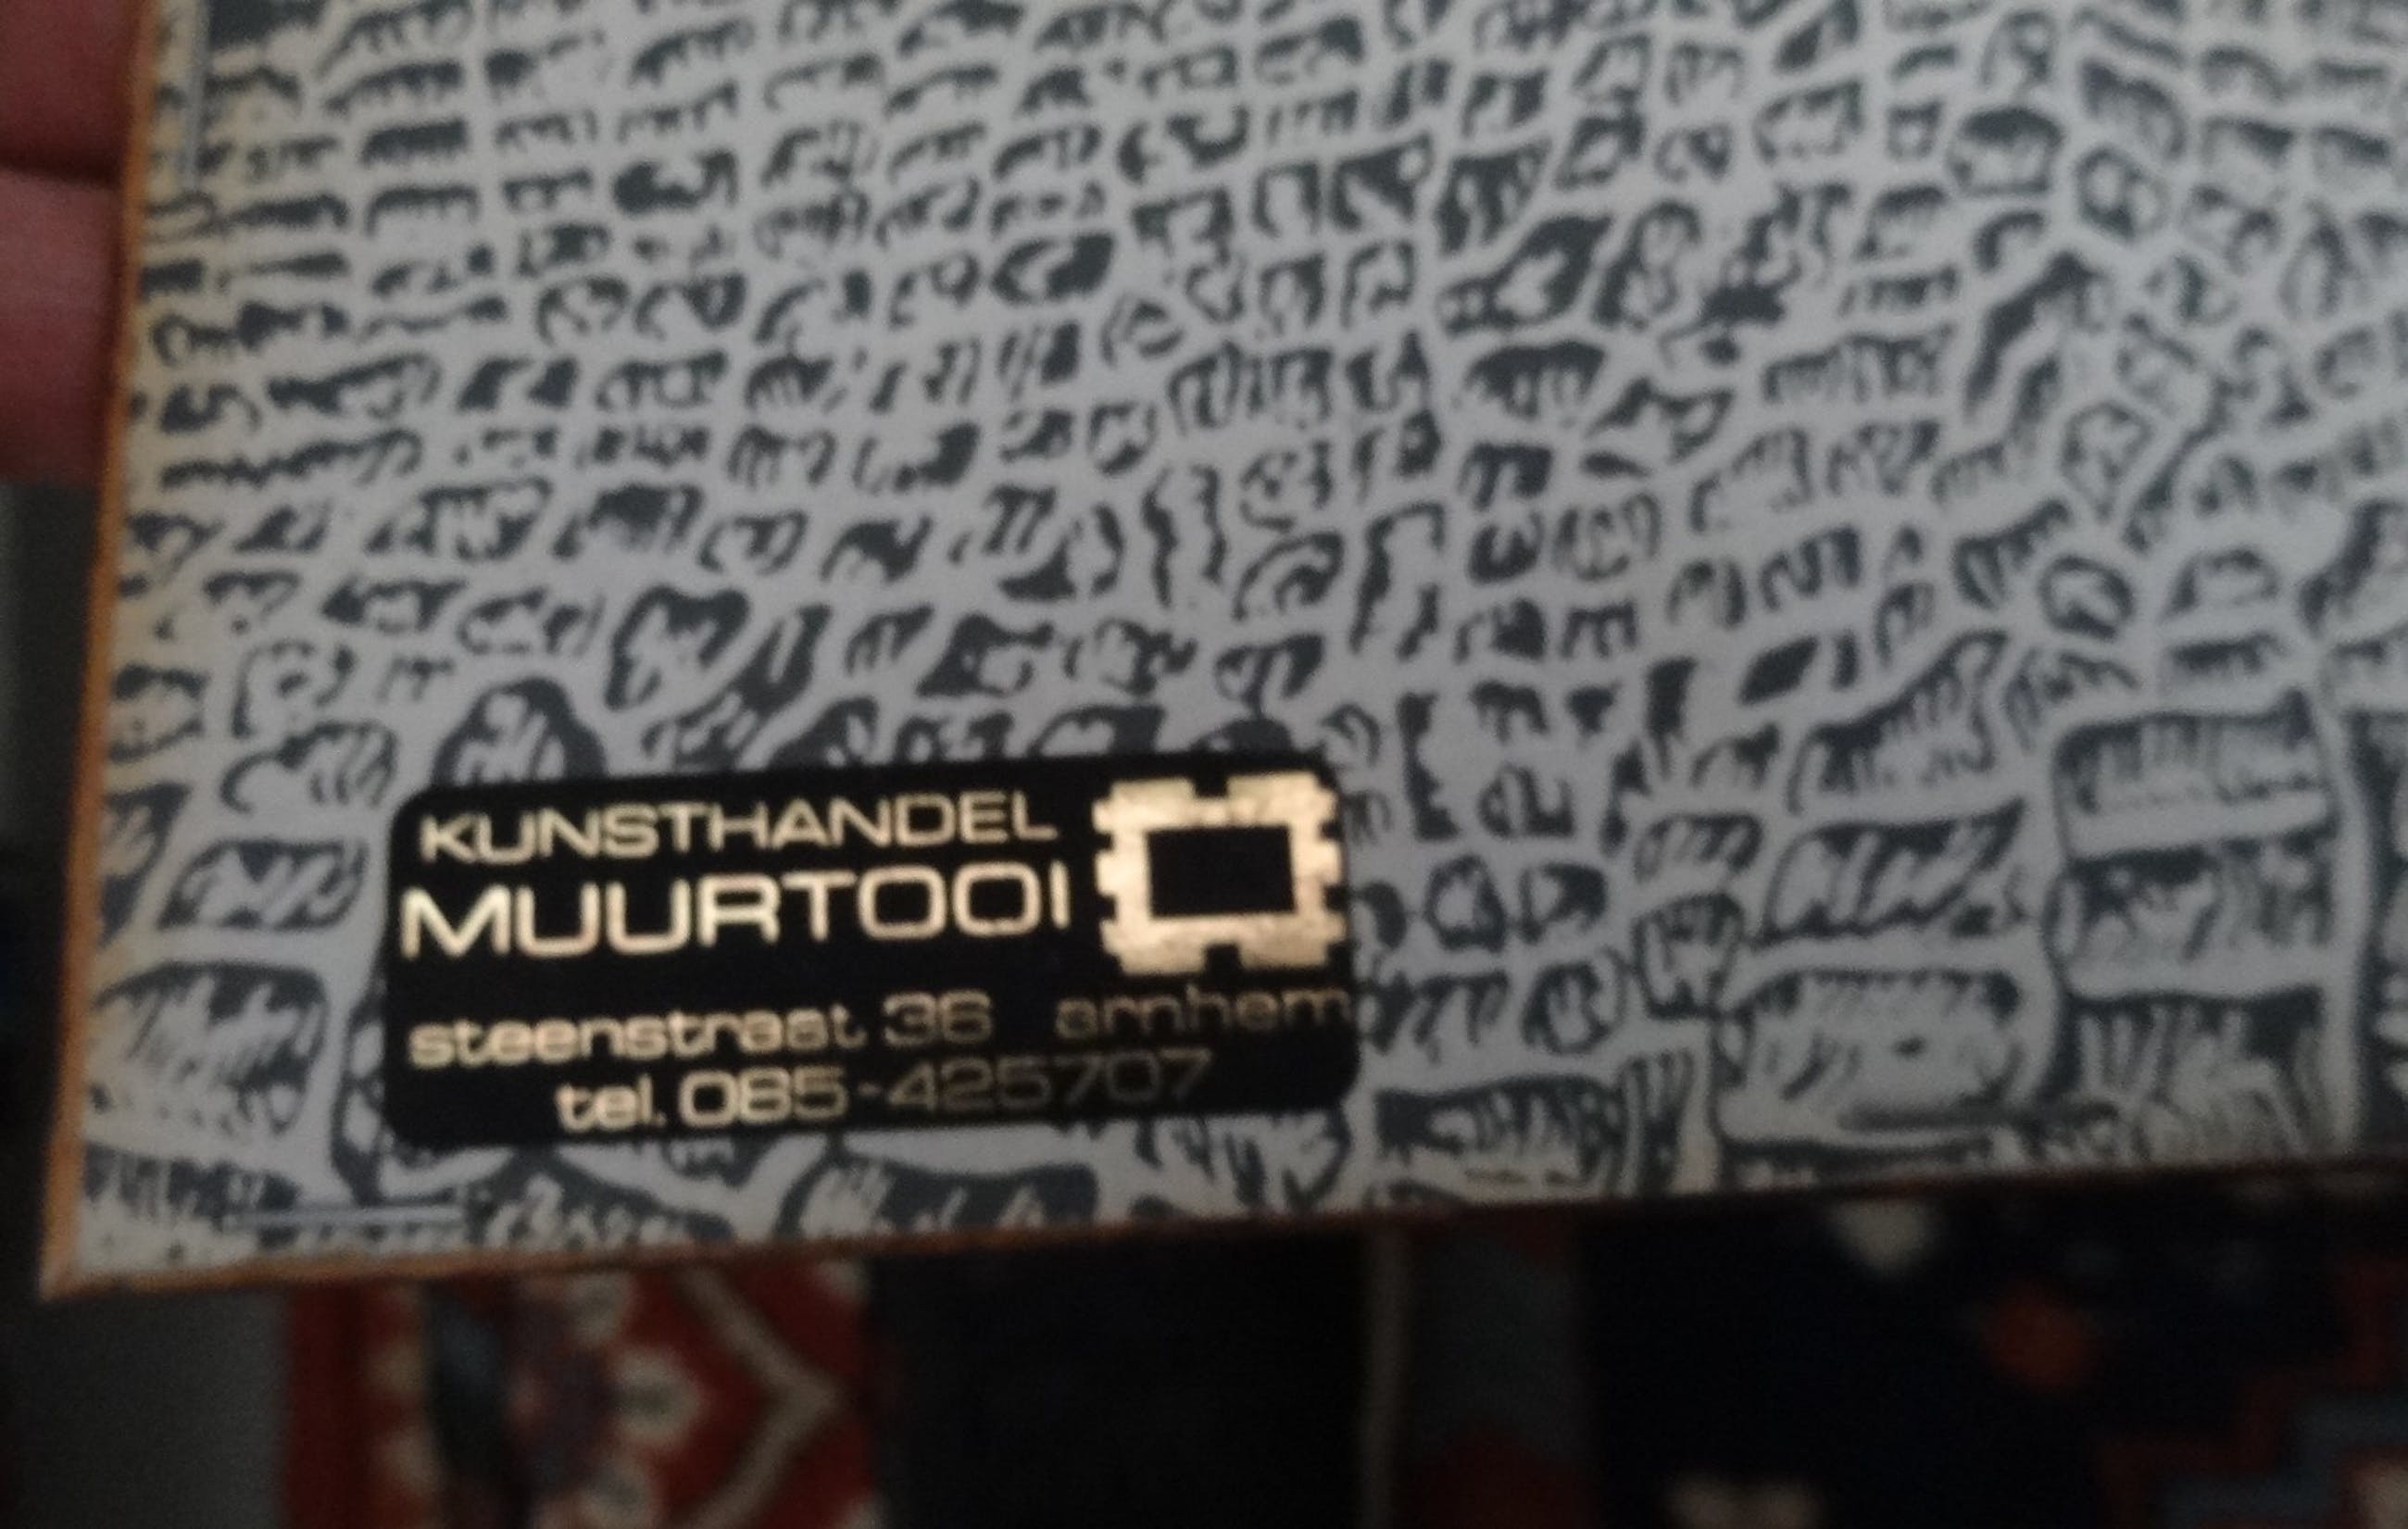 KUNSTHANDEL
MUURTOOI
steenstraat 36 arnhem
tel. 085-425707